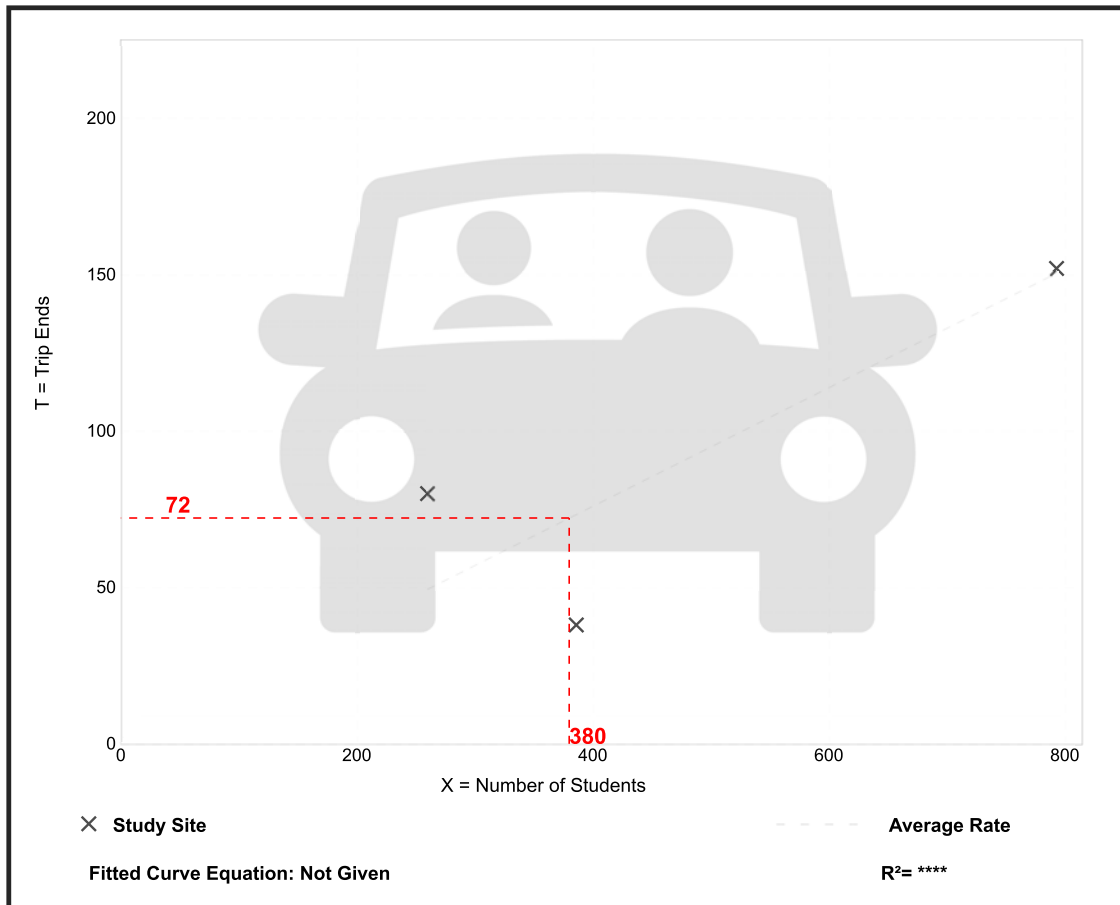 200
150
T = Trip Ends
100
72
50
380
0
0 200 400 600 800
X = Number of Students
Study Site
Average Rate
Fitted Curve Equation: Not Given
R²= ****